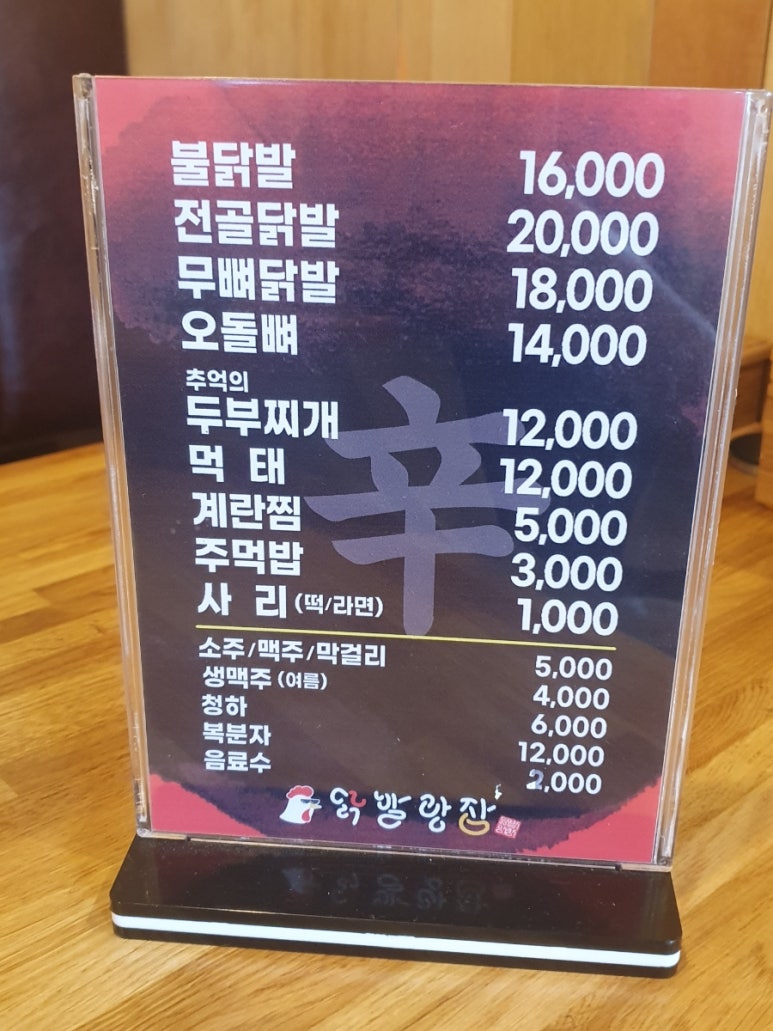 불닭발 16,000
전골닭발 20,000
무뼈닭발 18,000
오돌뼈 14,000
추억의
두부찌개 12,000
먹 태 12,000
계란찜 5,000
주먹밥 3,000
사 리 (떡/라면) 1,000
소주/맥주/막걸리 5,000
생맥주 (여름) 4,000
청하 6,000
복분자 12,000
음료수 2,000
辛
닭발광잠